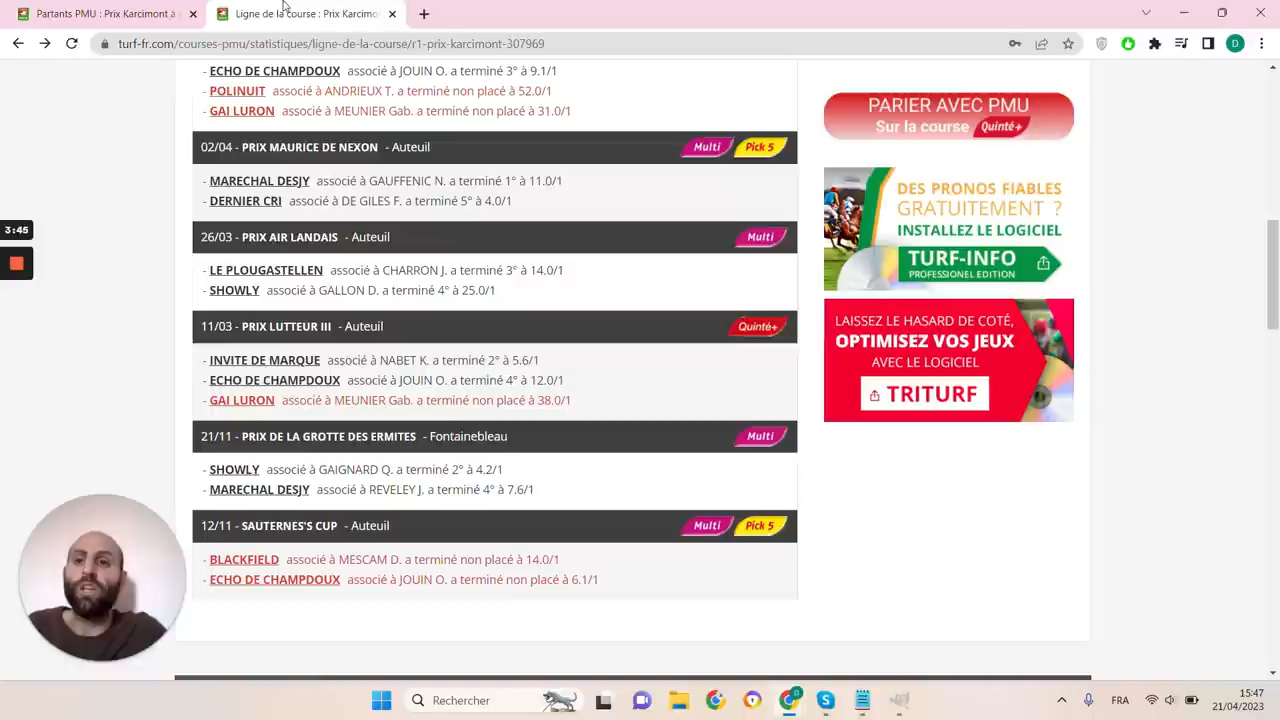 Partants PMU : Prix Karcimont à
Ligne de la course : Prix Karcimo
turf-fr.com/courses-pmu/statistiques/ligne-de-la-course/r1-prix-karcimont-307969
D
- ECHO DE CHAMPDOUX associé à JOUIN O. a terminé 3° à 9.1/1
- POLINUIT associé à ANDRIEUX T. a terminé non placé à 52.0/1
- GAI LURON associé à MEUNIER Gab. a terminé non placé à 31.0/1
02/04 - PRIX MAURICE DE NEXON - Auteuil Multi Pick 5
- MARECHAL DESJY associé à GAUFFENIC N. a terminé 1° à 11.0/1
- DERNIER CRI associé à DE GILES F. a terminé 5° à 4.0/1
26/03 - PRIX AIR LANDAIS - Auteuil Multi
- LE PLOUGASTELLEN associé à CHARRON J. a terminé 3° à 14.0/1
- SHOWLY associé à GALLON D. a terminé 4° à 25.0/1
11/03 - PRIX LUTTEUR III - Auteuil Quinté+
- INVITE DE MARQUE associé à NABET K. a terminé 2° à 5.6/1
- ECHO DE CHAMPDOUX associé à JOUIN O. a terminé 4° à 12.0/1
- GAI LURON associé à MEUNIER Gab. a terminé non placé à 38.0/1
21/11 - PRIX DE LA GROTTE DES ERMITES - Fontainebleau Multi
- SHOWLY associé à GAIGNARD Q. a terminé 2° à 4.2/1
- MARECHAL DESJY associé à REVELEY J. a terminé 4° à 7.6/1
12/11 - SAUTERNES'S CUP - Auteuil Multi Pick 5
- BLACKFIELD associé à MESCAM D. a terminé non placé à 14.0/1
- ECHO DE CHAMPDOUX associé à JOUIN O. a terminé non placé à 6.1/1
PARIER AVEC PMU
Sur la course Quinté+
DES PRONOS FIABLES
GRATUITEMENT ?
INSTALLEZ LE LOGICIEL
TURF-INFO
PROFESSIONEL EDITION
LAISSEZ LE HASARD DE COTÉ,
OPTIMISEZ VOS JEUX
AVEC LE LOGICIEL
TRITURF
3:45
Rechercher
FRA
15:47
21/04/2023